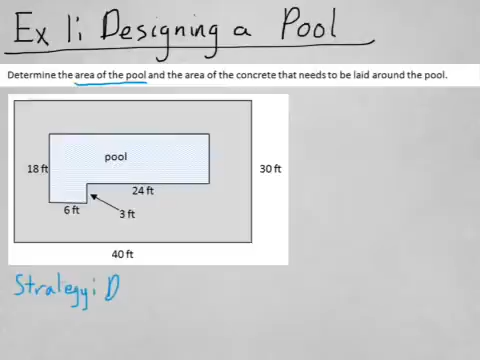 Ex 1: Designing a Pool
Determine the area of the pool and the area of the concrete that needs to be laid around the pool.
pool
18 ft
30 ft
24 ft
6 ft
3 ft
40 ft
Strategy: D